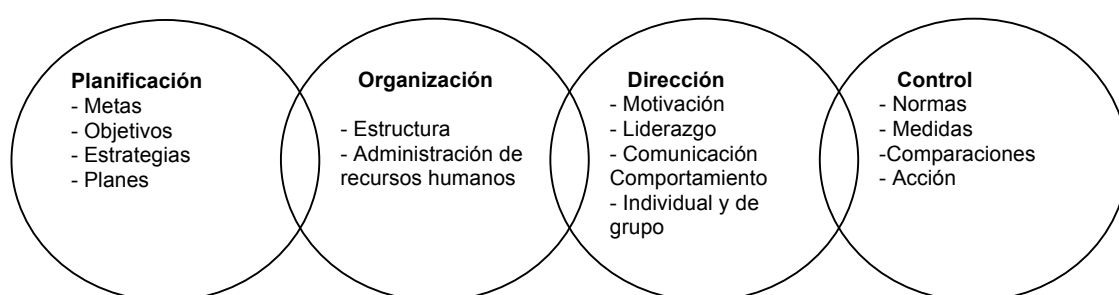 Planificación
- Metas
- Objetivos
- Estrategias
- Planes
Organización
- Estructura
- Administración de
recursos humanos
Dirección
- Motivación
- Liderazgo
- Comunicación
Comportamiento
- Individual y de
grupo
Control
- Normas
- Medidas
-Comparaciones
- Acción